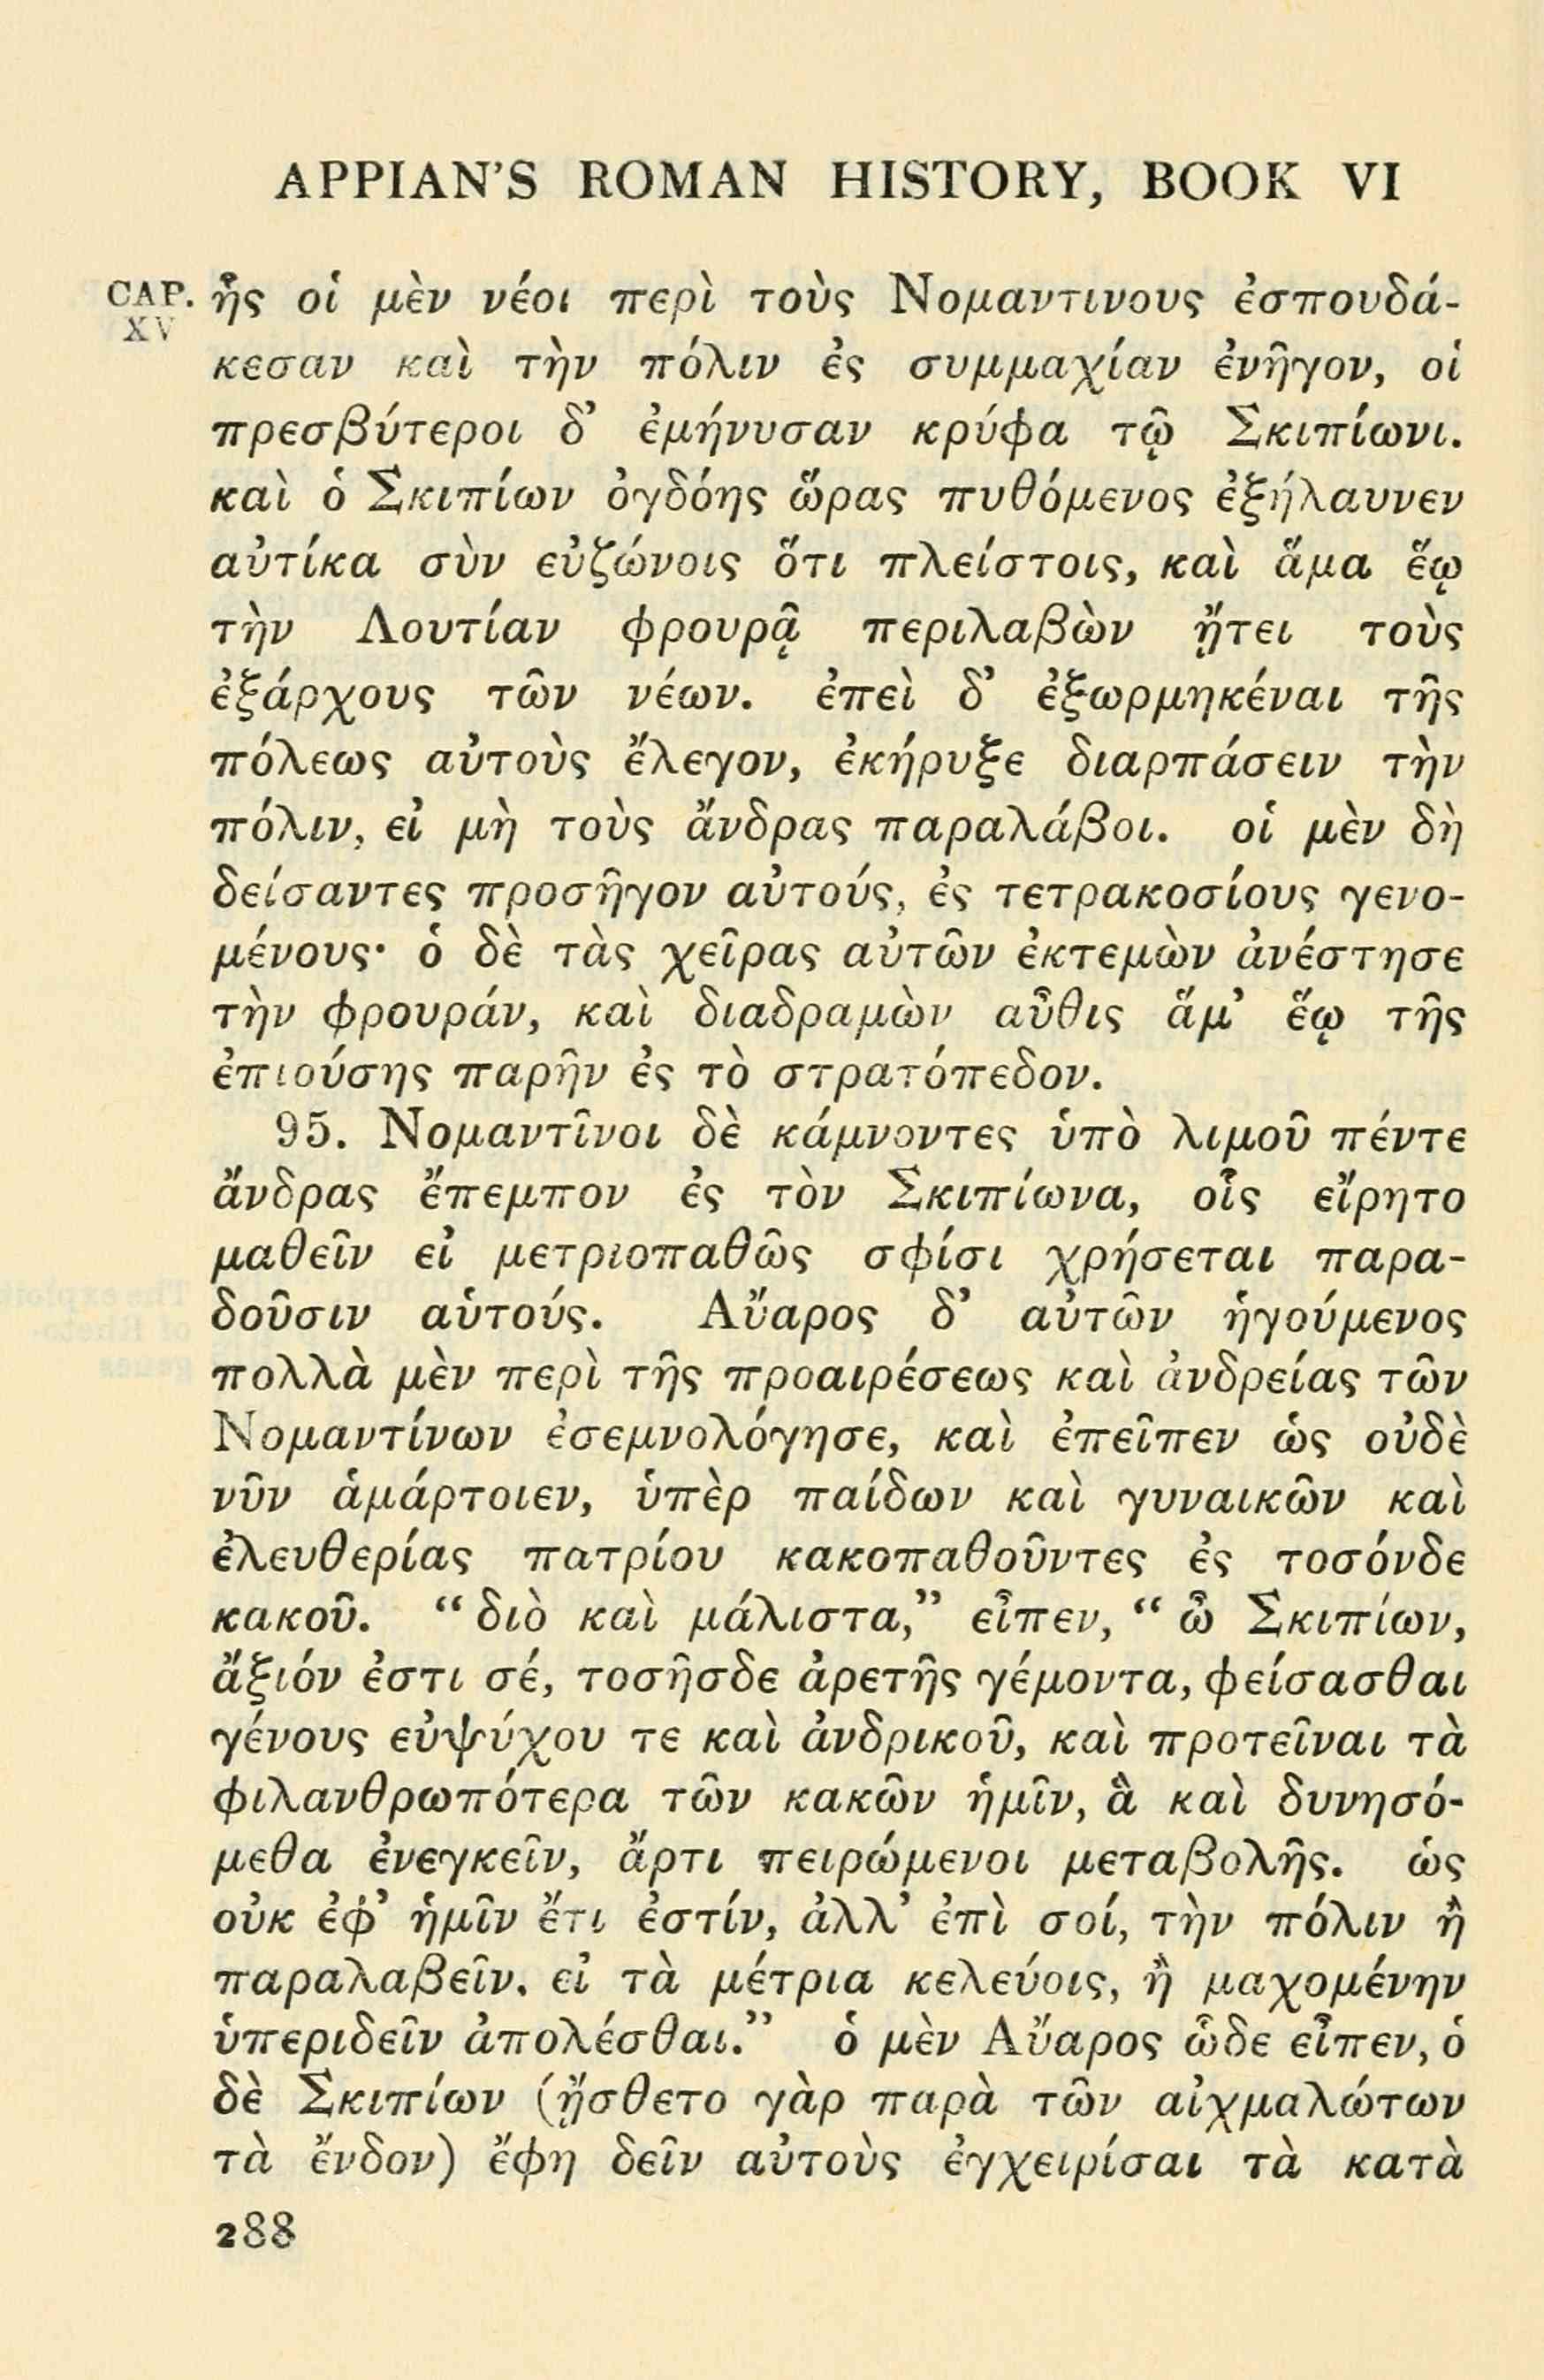 APPIAN'S ROMAN HISTORY, BOOK VI
CAP. XV
ἧς οἱ μὲν νέοι περὶ τοὺς Νομαντινους ἐσπουδά-
κεσαν καὶ τὴν πόλιν ἐς συμμαχίαν ἐνῆγον, οἱ
πρεσβύτεροι δ' ἐμήνυσαν κρύφα τῷ Σκιπίωνι.
καὶ ὁ Σκιπίων ὀγδόης ὥρας πυθόμενος ἐξήλαυνεν
αὐτίκα σὺν εὐζώνοις ὅτι πλείστοις, καὶ ἅμα ἕῳ
τὴν Λουτίαν φρουρᾷ περιλαβὼν ᾔτει τοὺς
ἐξάρχους τῶν νέων. ἐπεὶ δ' ἐξωρμηκέναι τῆς
πόλεως αὐτοὺς ἔλεγον, ἐκήρυξε διαρπάσειν τὴν
πόλιν, εἰ μὴ τοὺς ἄνδρας παραλάβοι. οἱ μὲν δὴ
δείσαντες προσῆγον αὐτούς, ἐς τετρακοσίους γενο-
μένους· ὁ δὲ τὰς χεῖρας αὐτῶν ἐκτεμὼν ἀνέστησε
τὴν φρουράν, καὶ διαδραμὼν αὖθις ἅμ' ἕῳ τῆς
ἐπιούσης παρῆν ἐς τὸ στρατόπεδον.
95. Νομαντῖνοι δὲ κάμνοντες ὑπὸ λιμοῦ πέντε
ἄνδρας ἔπεμπον ἐς τὸν Σκιπίωνα, οἷς εἴρητο
μαθεῖν εἰ μετριοπαθῶς σφίσι χρήσεται παρα-
δοῦσιν αὑτούς. Αὔαρος δ' αὐτῶν ἡγούμενος
πολλὰ μὲν περὶ τῆς προαιρέσεως καὶ ἀνδρείας τῶν
Νομαντίνων ἐσεμνολόγησε, καὶ ἐπεῖπεν ὡς οὐδὲ
νῦν ἁμάρτοιεν, ὑπὲρ παίδων καὶ γυναικῶν καὶ
ἐλευθερίας πατρίου κακοπαθοῦντες ἐς τοσόνδε
κακοῦ. “διὸ καὶ μάλιστα,” εἶπεν, “ὦ Σκιπίων,
ἄξιόν ἐστι σέ, τοσῆσδε ἀρετῆς γέμοντα, φείσασθαι
γένους εὐψύχου τε καὶ ἀνδρικοῦ, καὶ προτεῖναι τὰ
φιλανθρωπότερα τῶν κακῶν ἡμῖν, ἃ καὶ δυνησό-
μεθα ἐνεγκεῖν, ἄρτι πειρώμενοι μεταβολῆς. ὡς
οὐκ ἐφ' ἡμῖν ἔτι ἐστίν, ἀλλ' ἐπὶ σοί, τὴν πόλιν ἢ
παραλαβεῖν. εἰ τὰ μέτρια κελεύοις, ἢ μαχομένην
ὑπεριδεῖν ἀπολέσθαι.” ὁ μὲν Αὔαρος ὧδε εἶπεν, ὁ
δὲ Σκιπίων (ᾔσθετο γὰρ παρὰ τῶν αἰχμαλώτων
τὰ ἔνδον) ἔφη δεῖν αὐτοὺς ἐγχειρίσαι τὰ κατὰ
288